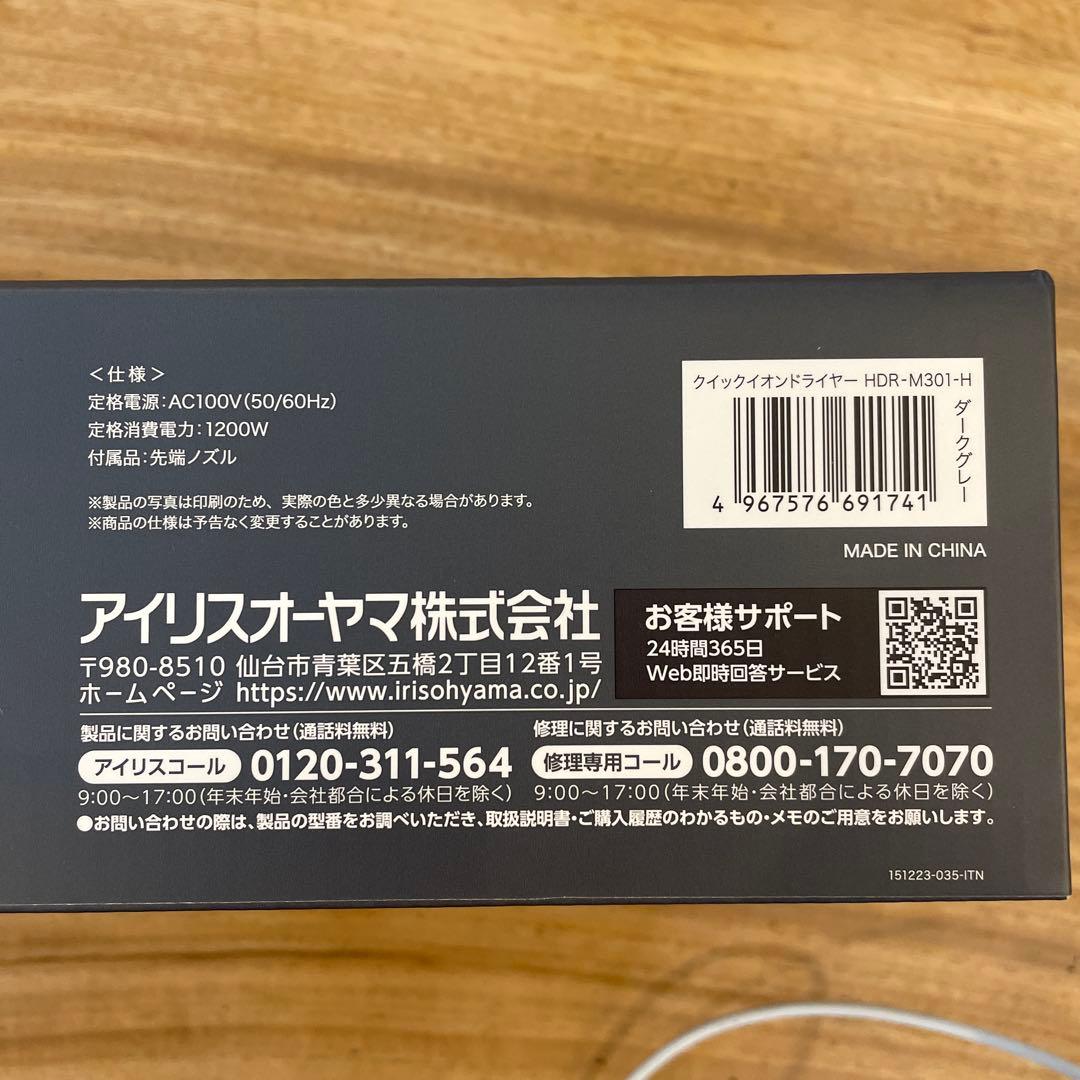 ＜仕様＞
定格電源:AC100V(50/60Hz)
定格消費電力:1200W
付属品:先端ノズル
※製品の写真は印刷のため、実際の色と多少異なる場合があります。
※商品の仕様は予告なく変更することがあります。
クイックイオンドライヤー HDR-M301-H
ダークグレー
4 967576 691741
MADE IN CHINA
アイリスオーヤマ株式会社
〒980-8510 仙台市青葉区五橋2丁目12番1号
ホームページ https://www.irisohyama.co.jp/
お客様サポート
24時間365日
Web即時回答サービス
製品に関するお問い合わせ(通話料無料)
アイリスコール 0120-311-564
9:00～17:00(年末年始・会社都合による休日を除く)
修理に関するお問い合わせ(通話料無料)
修理専用コール 0800-170-7070
9:00～17:00(年末年始・会社都合による休日を除く)
●お問い合わせの際は、製品の型番をお調べいただき、取扱説明書・ご購入履歴のわかるもの・メモのご用意をお願いします。
151223-035-ITN